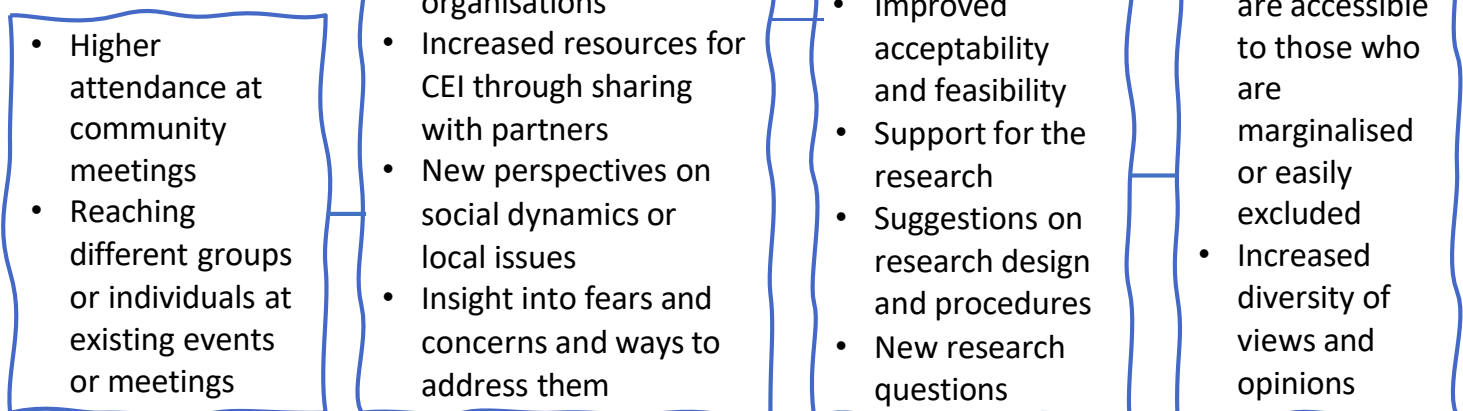 • Higher
attendance at
community
meetings
• Reaching
different groups
or individuals at
existing events
or meetings
organisations
• Increased resources for
CEI through sharing
with partners
• New perspectives on
social dynamics or
local issues
• Insight into fears and
concerns and ways to
address them
• Improved
acceptability
and feasibility
• Support for the
research
• Suggestions on
research design
and procedures
• New research
questions
are accessible
to those who
are
marginalised
or easily
excluded
• Increased
diversity of
views and
opinions